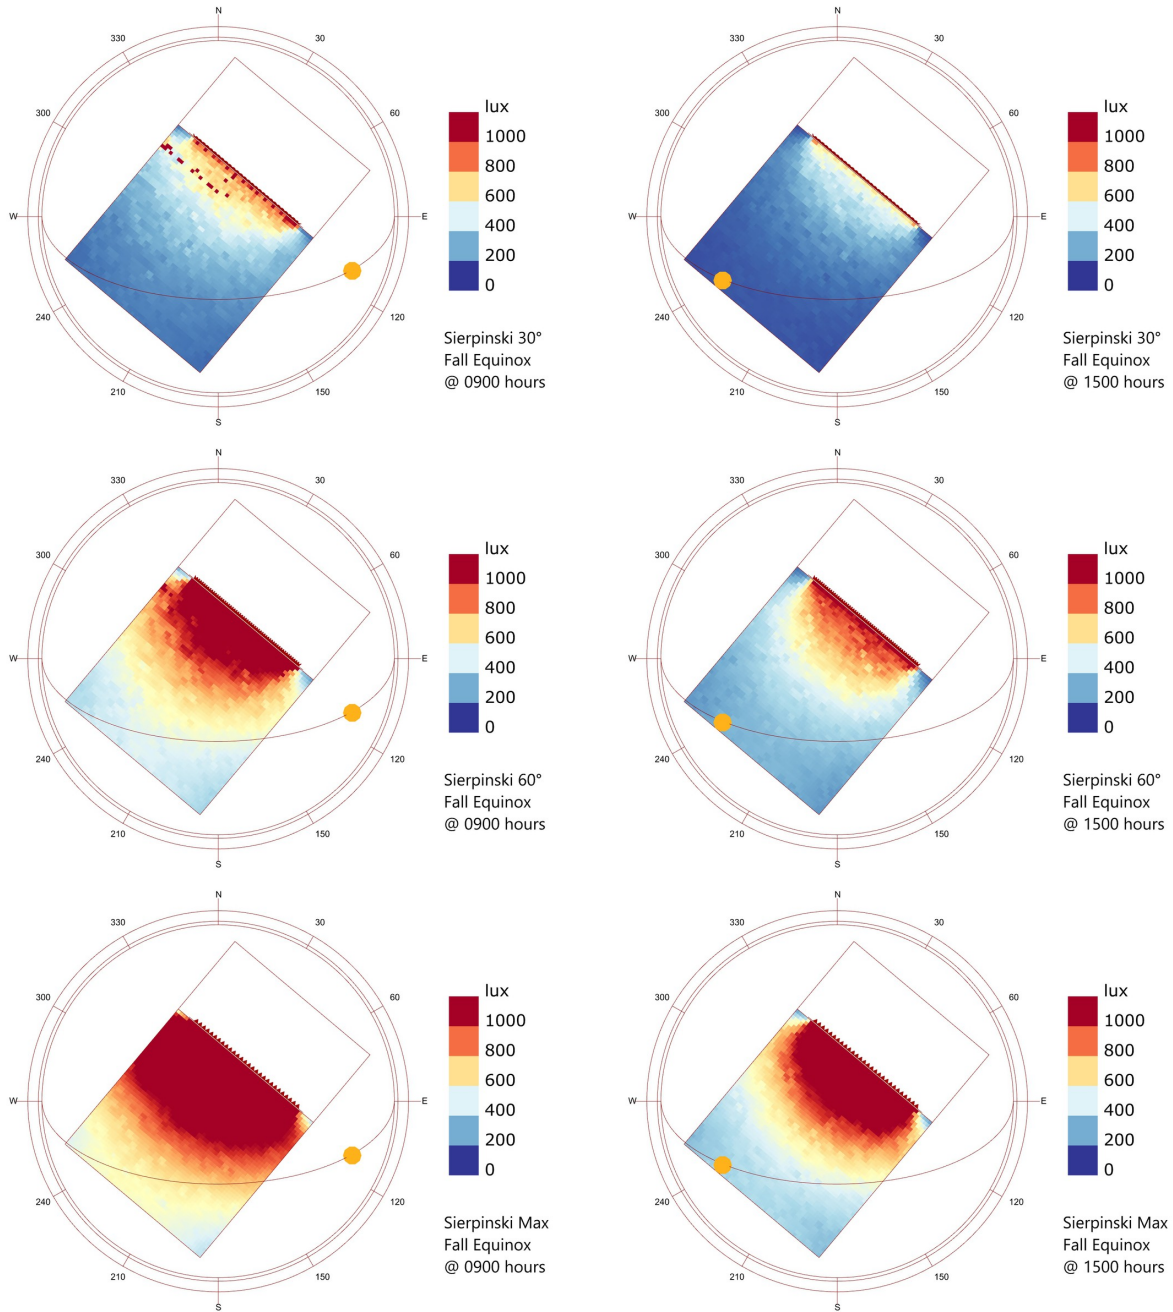 N
330
30
300
60
W
E
240
120
210
150
S
lux
1000
800
600
400
200
0
Sierpinski 30°
Fall Equinox
@ 0900 hours
N
330
30
300
60
W
E
240
120
210
150
S
lux
1000
800
600
400
200
0
Sierpinski 30°
Fall Equinox
@ 1500 hours
N
330
30
300
60
W
E
240
120
210
150
S
lux
1000
800
600
400
200
0
Sierpinski 60°
Fall Equinox
@ 0900 hours
N
330
30
300
60
W
E
240
120
210
150
S
lux
1000
800
600
400
200
0
Sierpinski 60°
Fall Equinox
@ 1500 hours
N
330
30
300
60
W
E
240
120
210
150
S
lux
1000
800
600
400
200
0
Sierpinski Max
Fall Equinox
@ 0900 hours
N
330
30
300
60
W
E
240
120
210
150
S
lux
1000
800
600
400
200
0
Sierpinski Max
Fall Equinox
@ 1500 hours